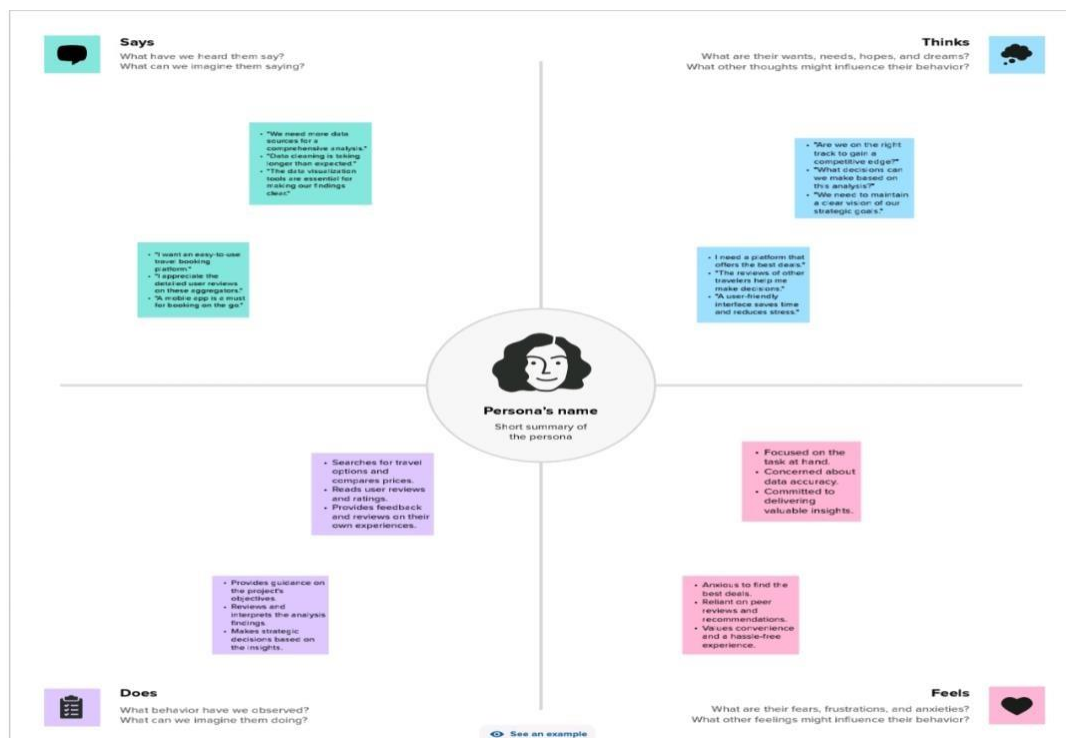 Says
What have we heard them say?
What can we imagine them saying?
Thinks
What are their wants, needs, hopes, and dreams?
What other thoughts might influence their behavior?
• "We need more data
sources for a
comprehensive analysis."
• "Data cleaning is taking
longer than expected."
• "The data visualization
tools are essential for
making our findings
clear."
• "Are we on the right
track to gain a
competitive edge?"
• "What decisions can
we make based on
this analysis?"
• "We need to maintain
a clear vision of our
strategic goals."
• "I want an easy-to-use
travel booking
platform."
• "I appreciate the
detailed user reviews
on these aggregators."
• "A mobile app is a must
for booking on the go."
• I need a platform that
offers the best deals."
• "The reviews of other
travelers help me
make decisions."
• "A user-friendly
interface saves time
and reduces stress."
Persona's name
Short summary of
the persona
• Searches for travel
options and
compares prices.
• Reads user reviews
and ratings.
• Provides feedback
and reviews on their
own experiences.
• Focused on the
task at hand.
• Concerned about
data accuracy.
• Committed to
delivering
valuable insights.
• Provides guidance on
the project's
objectives.
• Reviews and
interprets the analysis
findings.
• Makes strategic
decisions based on
the insights.
• Anxious to find the
best deals.
• Reliant on peer
reviews and
recommendations.
• Values convenience
and a hassle-free
experience.
Does
What behavior have we observed?
What can we imagine them doing?
Feels
What are their fears, frustrations, and anxieties?
What other feelings might influence their behavior?
See an example